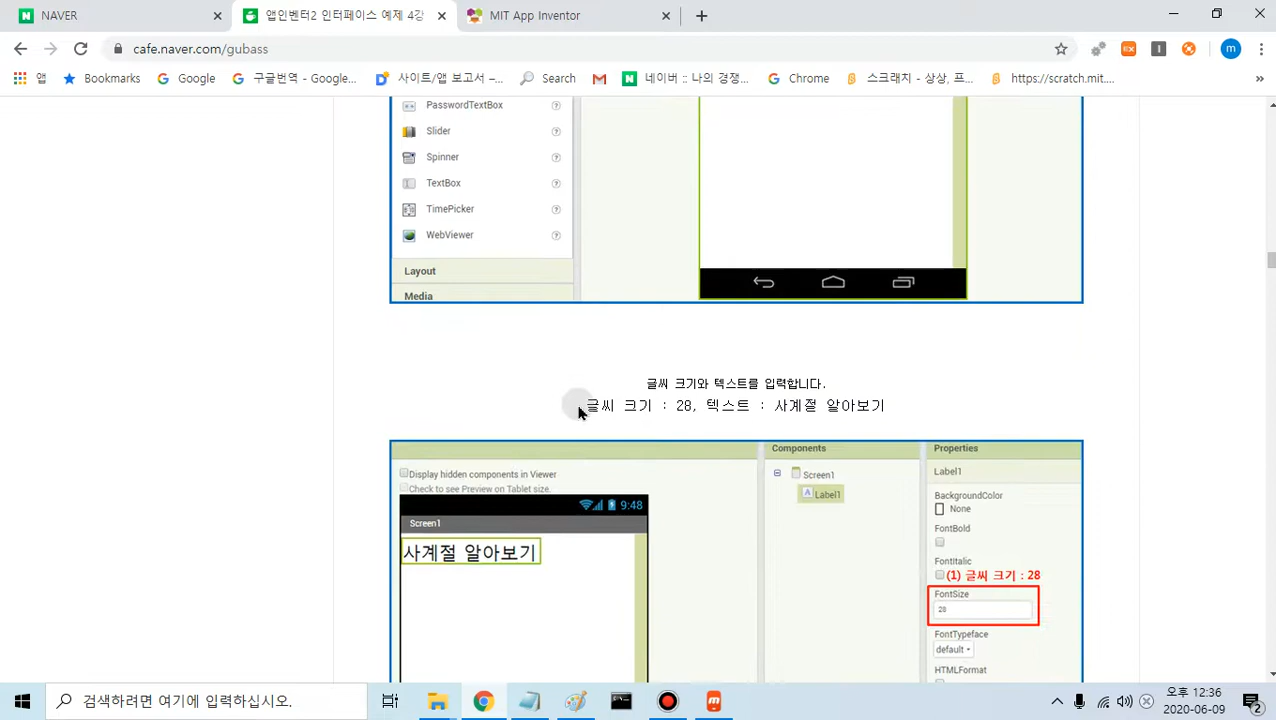 NAVER
앱인벤터2 인터페이스 예제 4강
MIT App Inventor
cafe.naver.com/gubass
m
앱
Bookmarks
Google
구글번역 - Google...
사이트/앱 보고서 –...
Search
네이버 :: 나의 경쟁...
Chrome
스크래치 - 상상, 프...
https://scratch.mit....
»
PasswordTextBox
Slider
Spinner
TextBox
TimePicker
WebViewer
Layout
Media
글씨 크기와 텍스트를 입력합니다.
글씨 크기 : 28, 텍스트 : 사계절 알아보기
Components
Properties
Display hidden components in Viewer
Check to see Preview on Tablet size.
9:48
Screen1
사계절 알아보기
Screen1
Label1
Label1
BackgroundColor
None
FontBold
FontItalic
(1) 글씨 크기 : 28
FontSize
28
FontTypeface
default
HTMLFormat
검색하려면 여기에 입력하십시오.
오후 12:36
2020-06-09
2